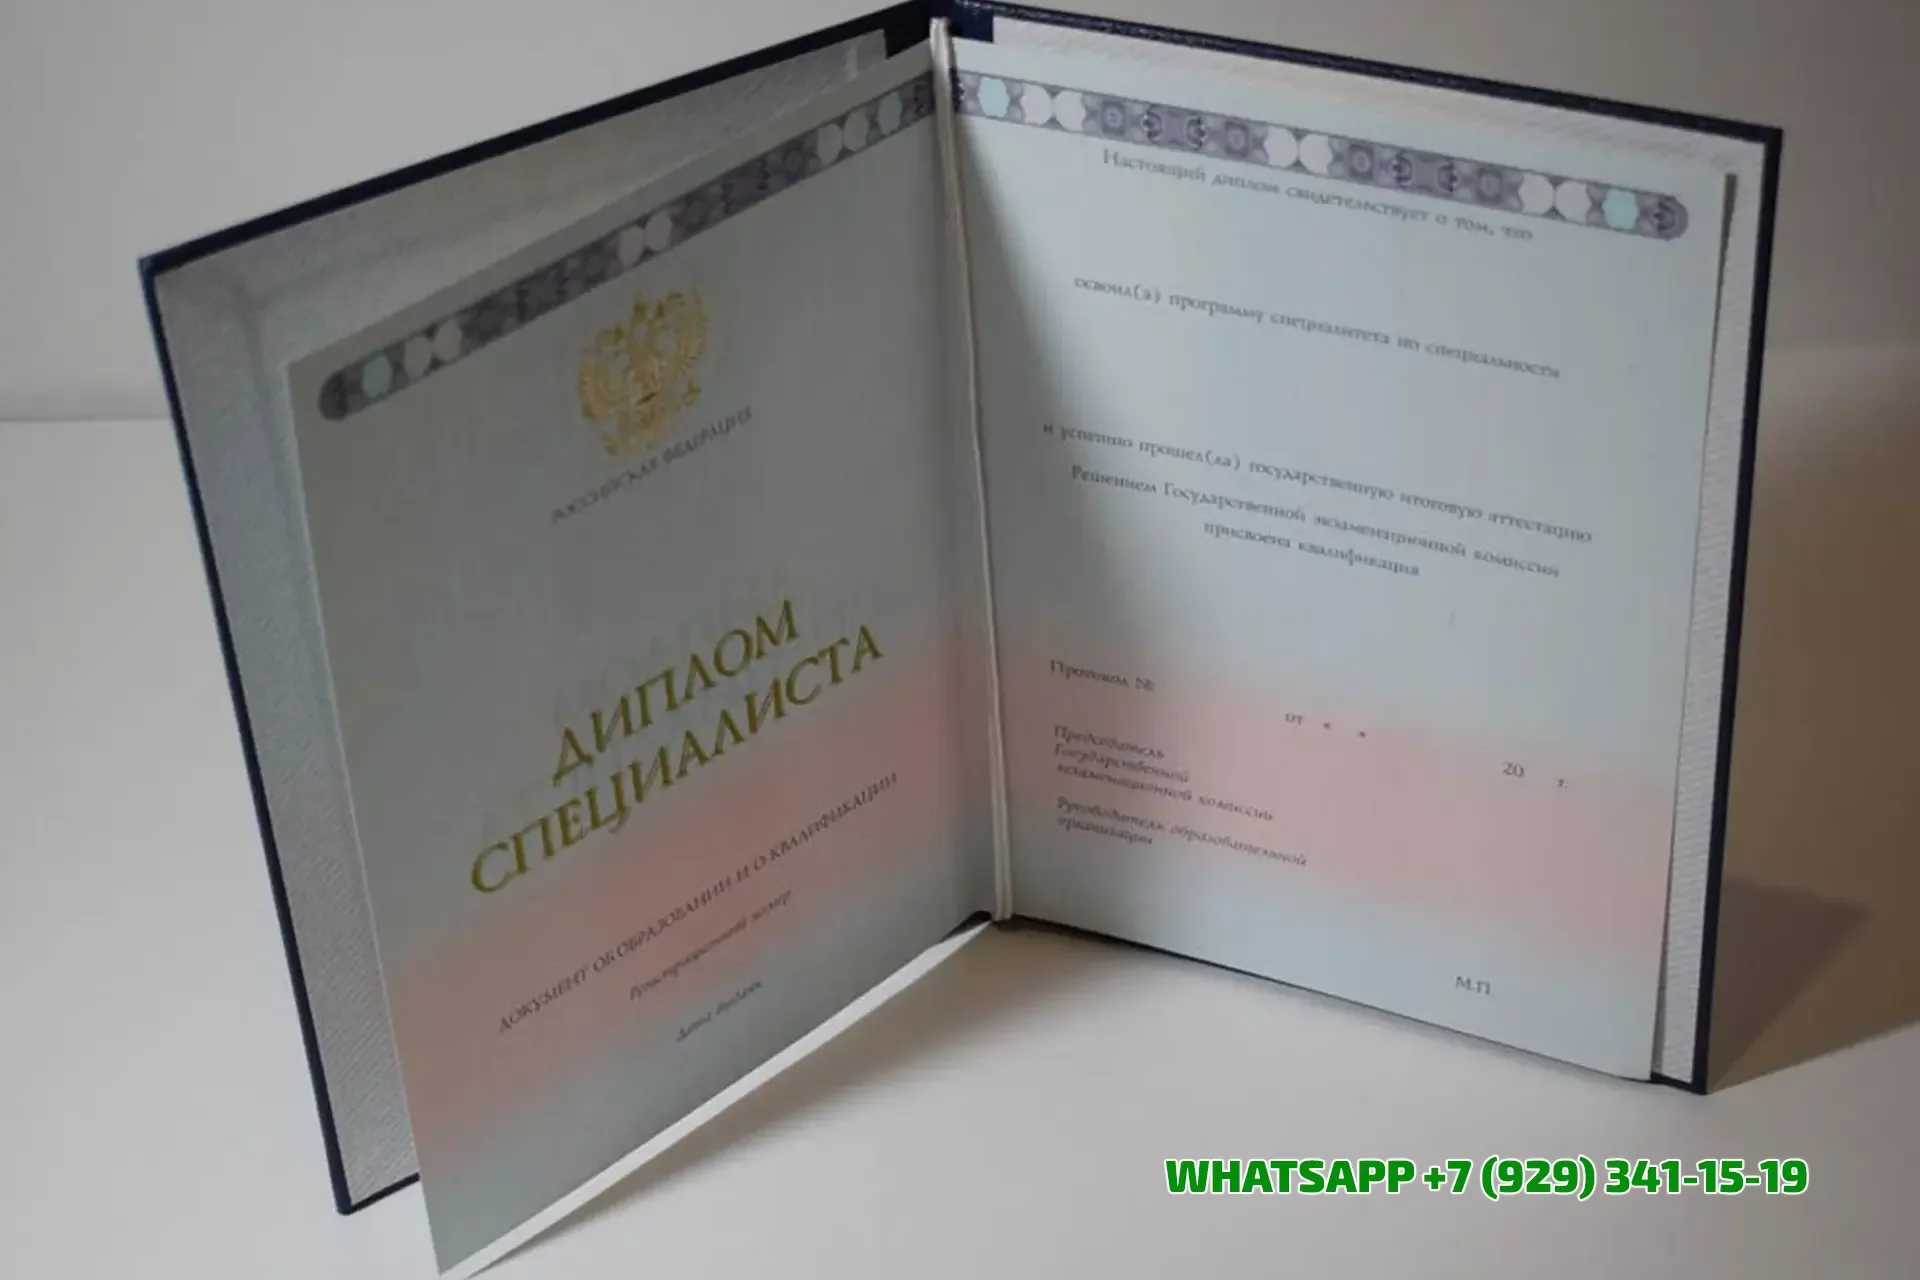 РОССИЙСКАЯ ФЕДЕРАЦИЯ
ДИПЛОМ
СПЕЦИАЛИСТА
ДОКУМЕНТ ОБ ОБРАЗОВАНИИ И О КВАЛИФИКАЦИИ
Регистрационный номер
Дата выдачи
Настоящий диплом свидетельствует о том, что
освоил(а) программу специалитета по специальности
и успешно прошел(ла) государственную итоговую аттестацию
Решением Государственной экзаменационной комиссии
присвоена квалификация
Протокол №
от « » 20 г.
Председатель
Государственной
экзаменационной комиссии
Руководитель образовательной
организации
М.П.
WHATSAPP +7 (929) 341-15-19